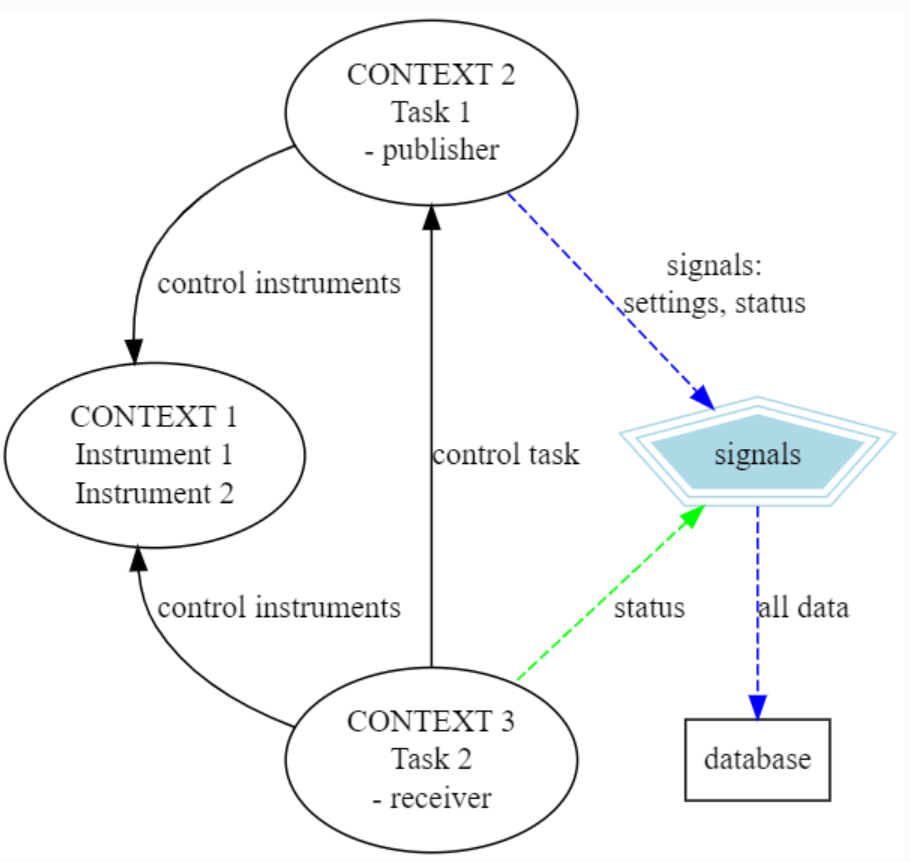 CONTEXT 2
Task 1
- publisher
signals:
settings, status
control instruments
CONTEXT 1
Instrument 1
Instrument 2
control task
signals
control instruments
status
all data
CONTEXT 3
Task 2
- receiver
database